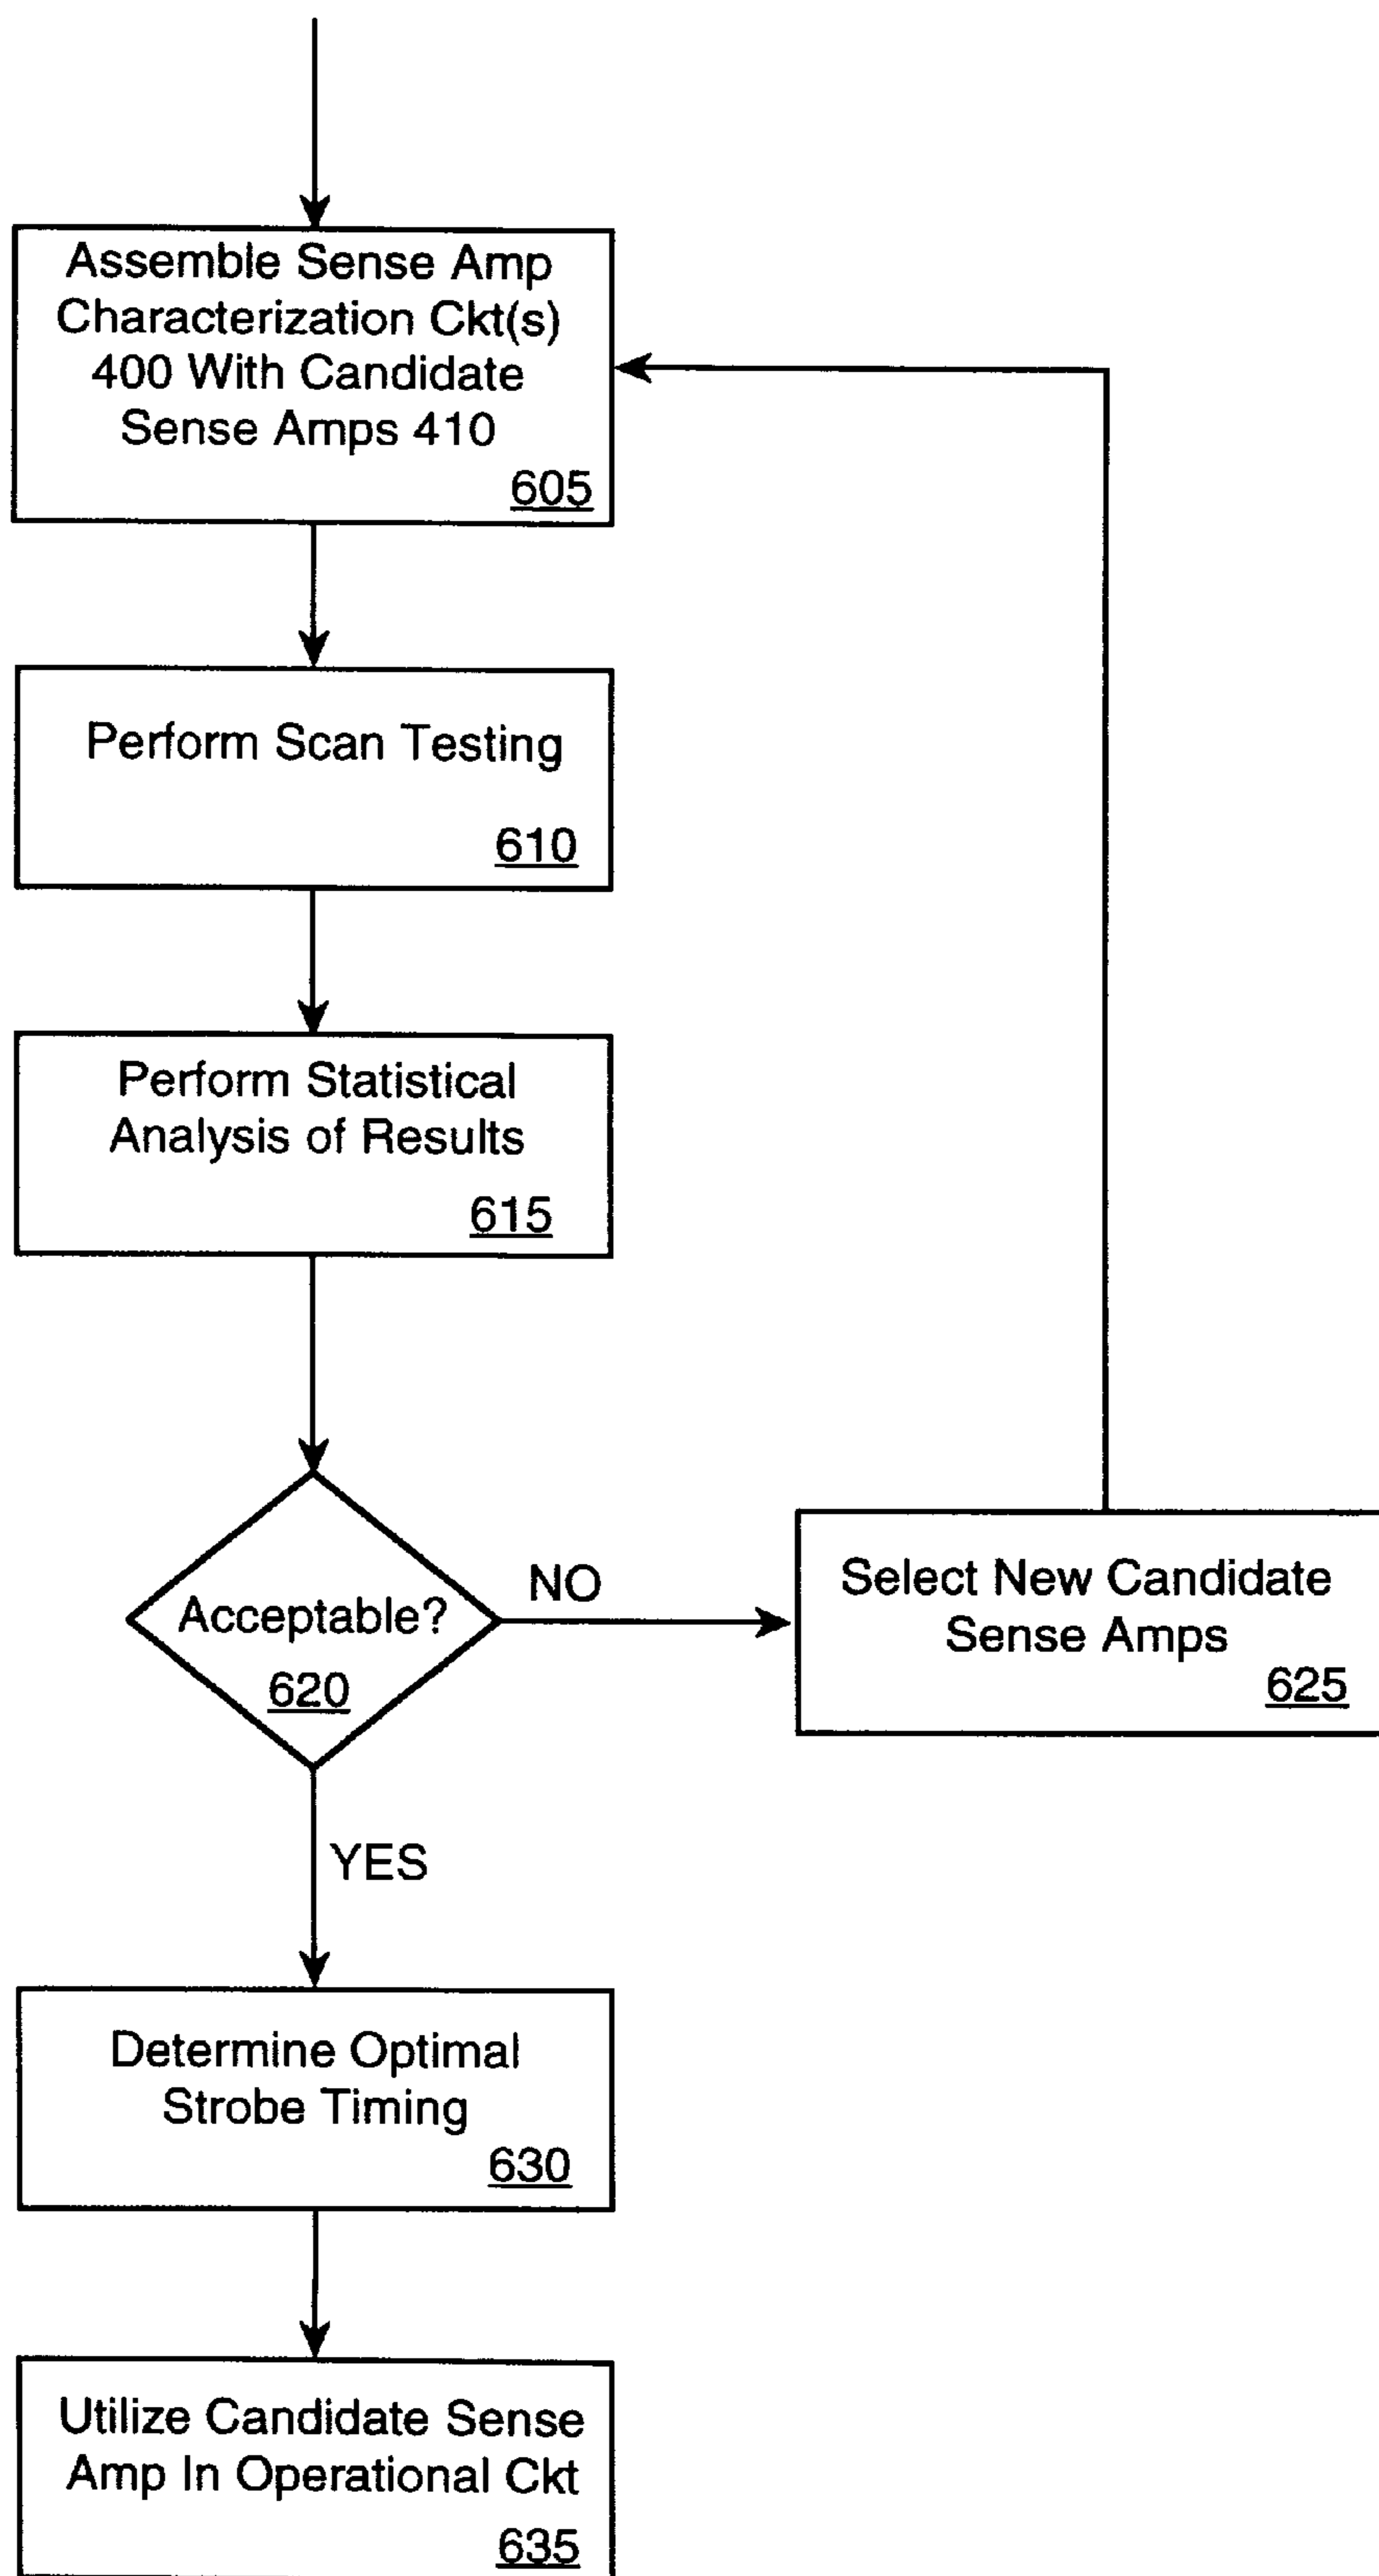 Assemble Sense Amp
Characterization Ckt(s)
400 With Candidate
Sense Amps 410
605
Perform Scan Testing
610
Perform Statistical
Analysis of Results
615
Acceptable?
620
NO
Select New Candidate
Sense Amps
625
YES
Determine Optimal
Strobe Timing
630
Utilize Candidate Sense
Amp In Operational Ckt
635